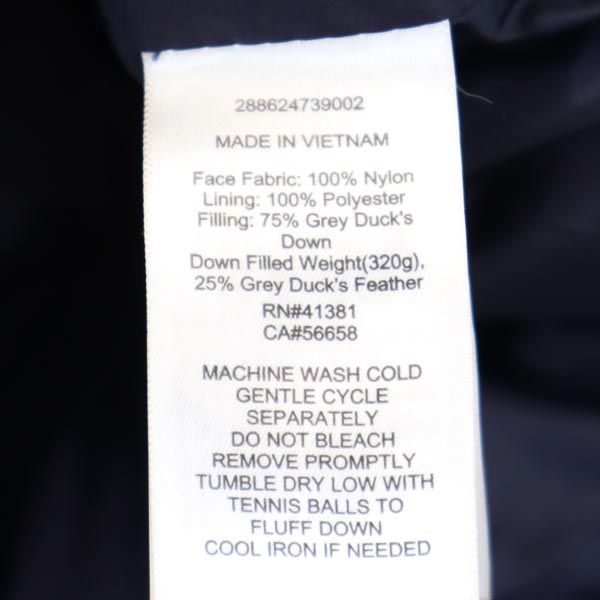 288624739002
MADE IN VIETNAM
Face Fabric: 100% Nylon
Lining: 100% Polyester
Filling: 75% Grey Duck's
Down
Down Filled Weight(320g),
25% Grey Duck's Feather
RN#41381
CA#56658
MACHINE WASH COLD
GENTLE CYCLE
SEPARATELY
DO NOT BLEACH
REMOVE PROMPTLY
TUMBLE DRY LOW WITH
TENNIS BALLS TO
FLUFF DOWN
COOL IRON IF NEEDED